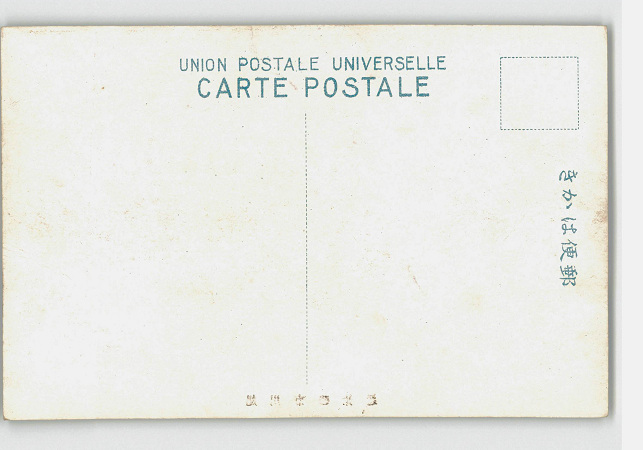 UNION POSTALE UNIVERSELLE
CARTE POSTALE
きかは便郵